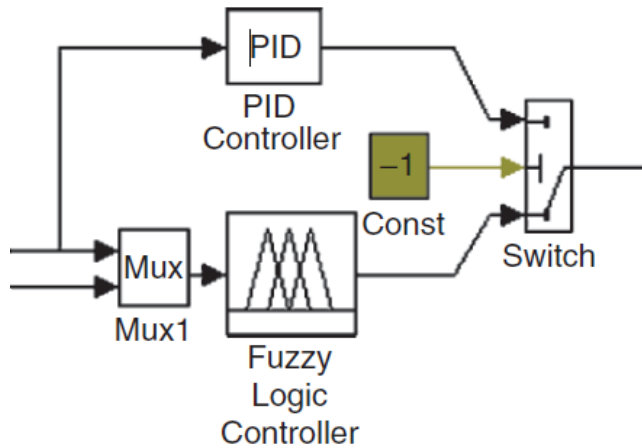 PID
PID
Controller
−1
Const
Switch
Mux
Mux1
Fuzzy
Logic
Controller